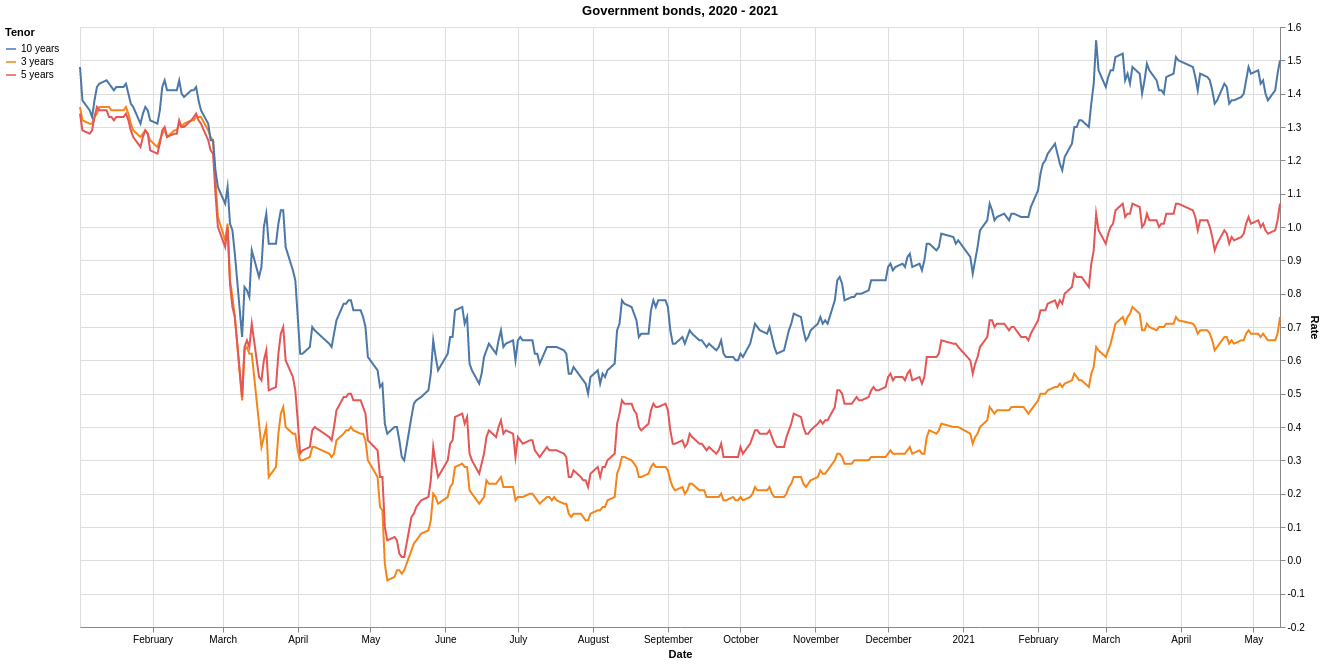 Government bonds, 2020 - 2021
Tenor
10 years
3 years
5 years
1.6
1.5
1.4
1.3
1.2
1.1
1.0
0.9
0.8
0.7
0.6
0.5
0.4
0.3
0.2
0.1
0.0
-0.1
-0.2
Rate
February March April May June July August September October November December 2021 February March April May
Date